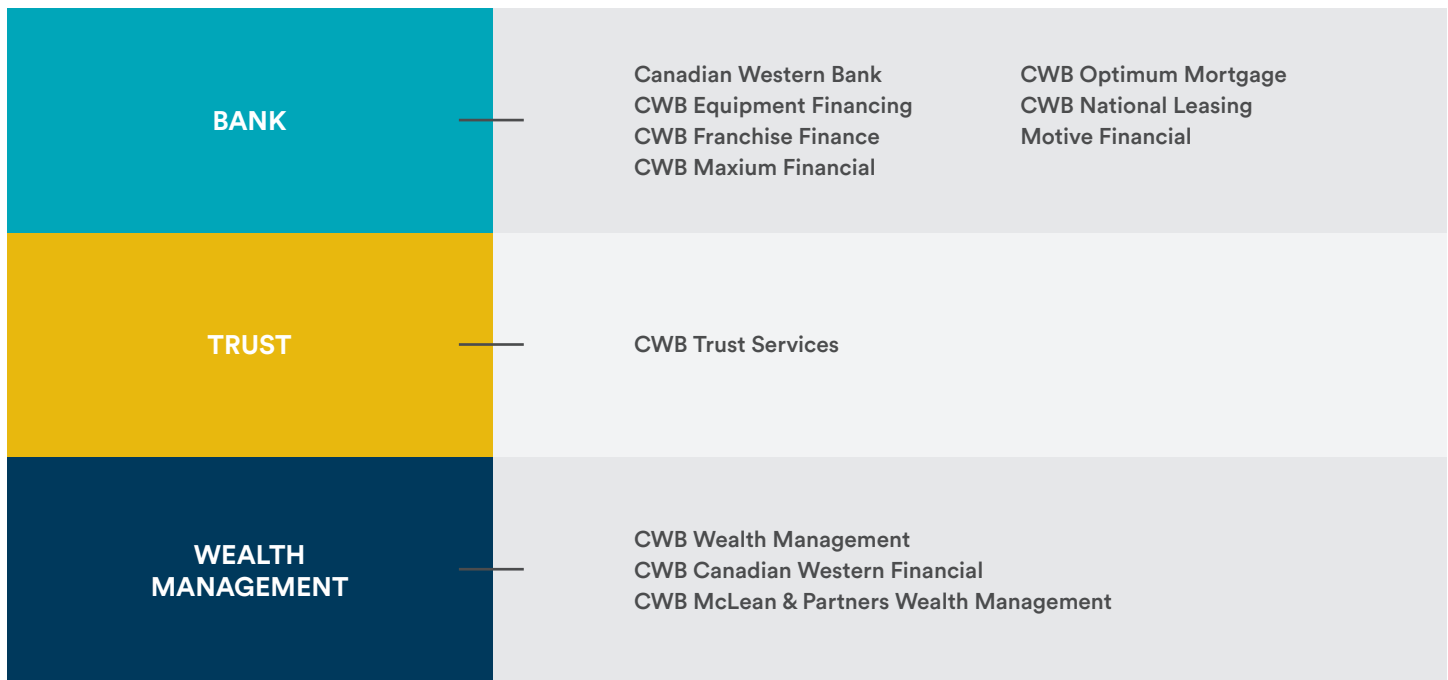 BANK
Canadian Western Bank
CWB Equipment Financing
CWB Franchise Finance
CWB Maxium Financial
CWB Optimum Mortgage
CWB National Leasing
Motive Financial
TRUST
CWB Trust Services
WEALTH
MANAGEMENT
CWB Wealth Management
CWB Canadian Western Financial
CWB McLean & Partners Wealth Management